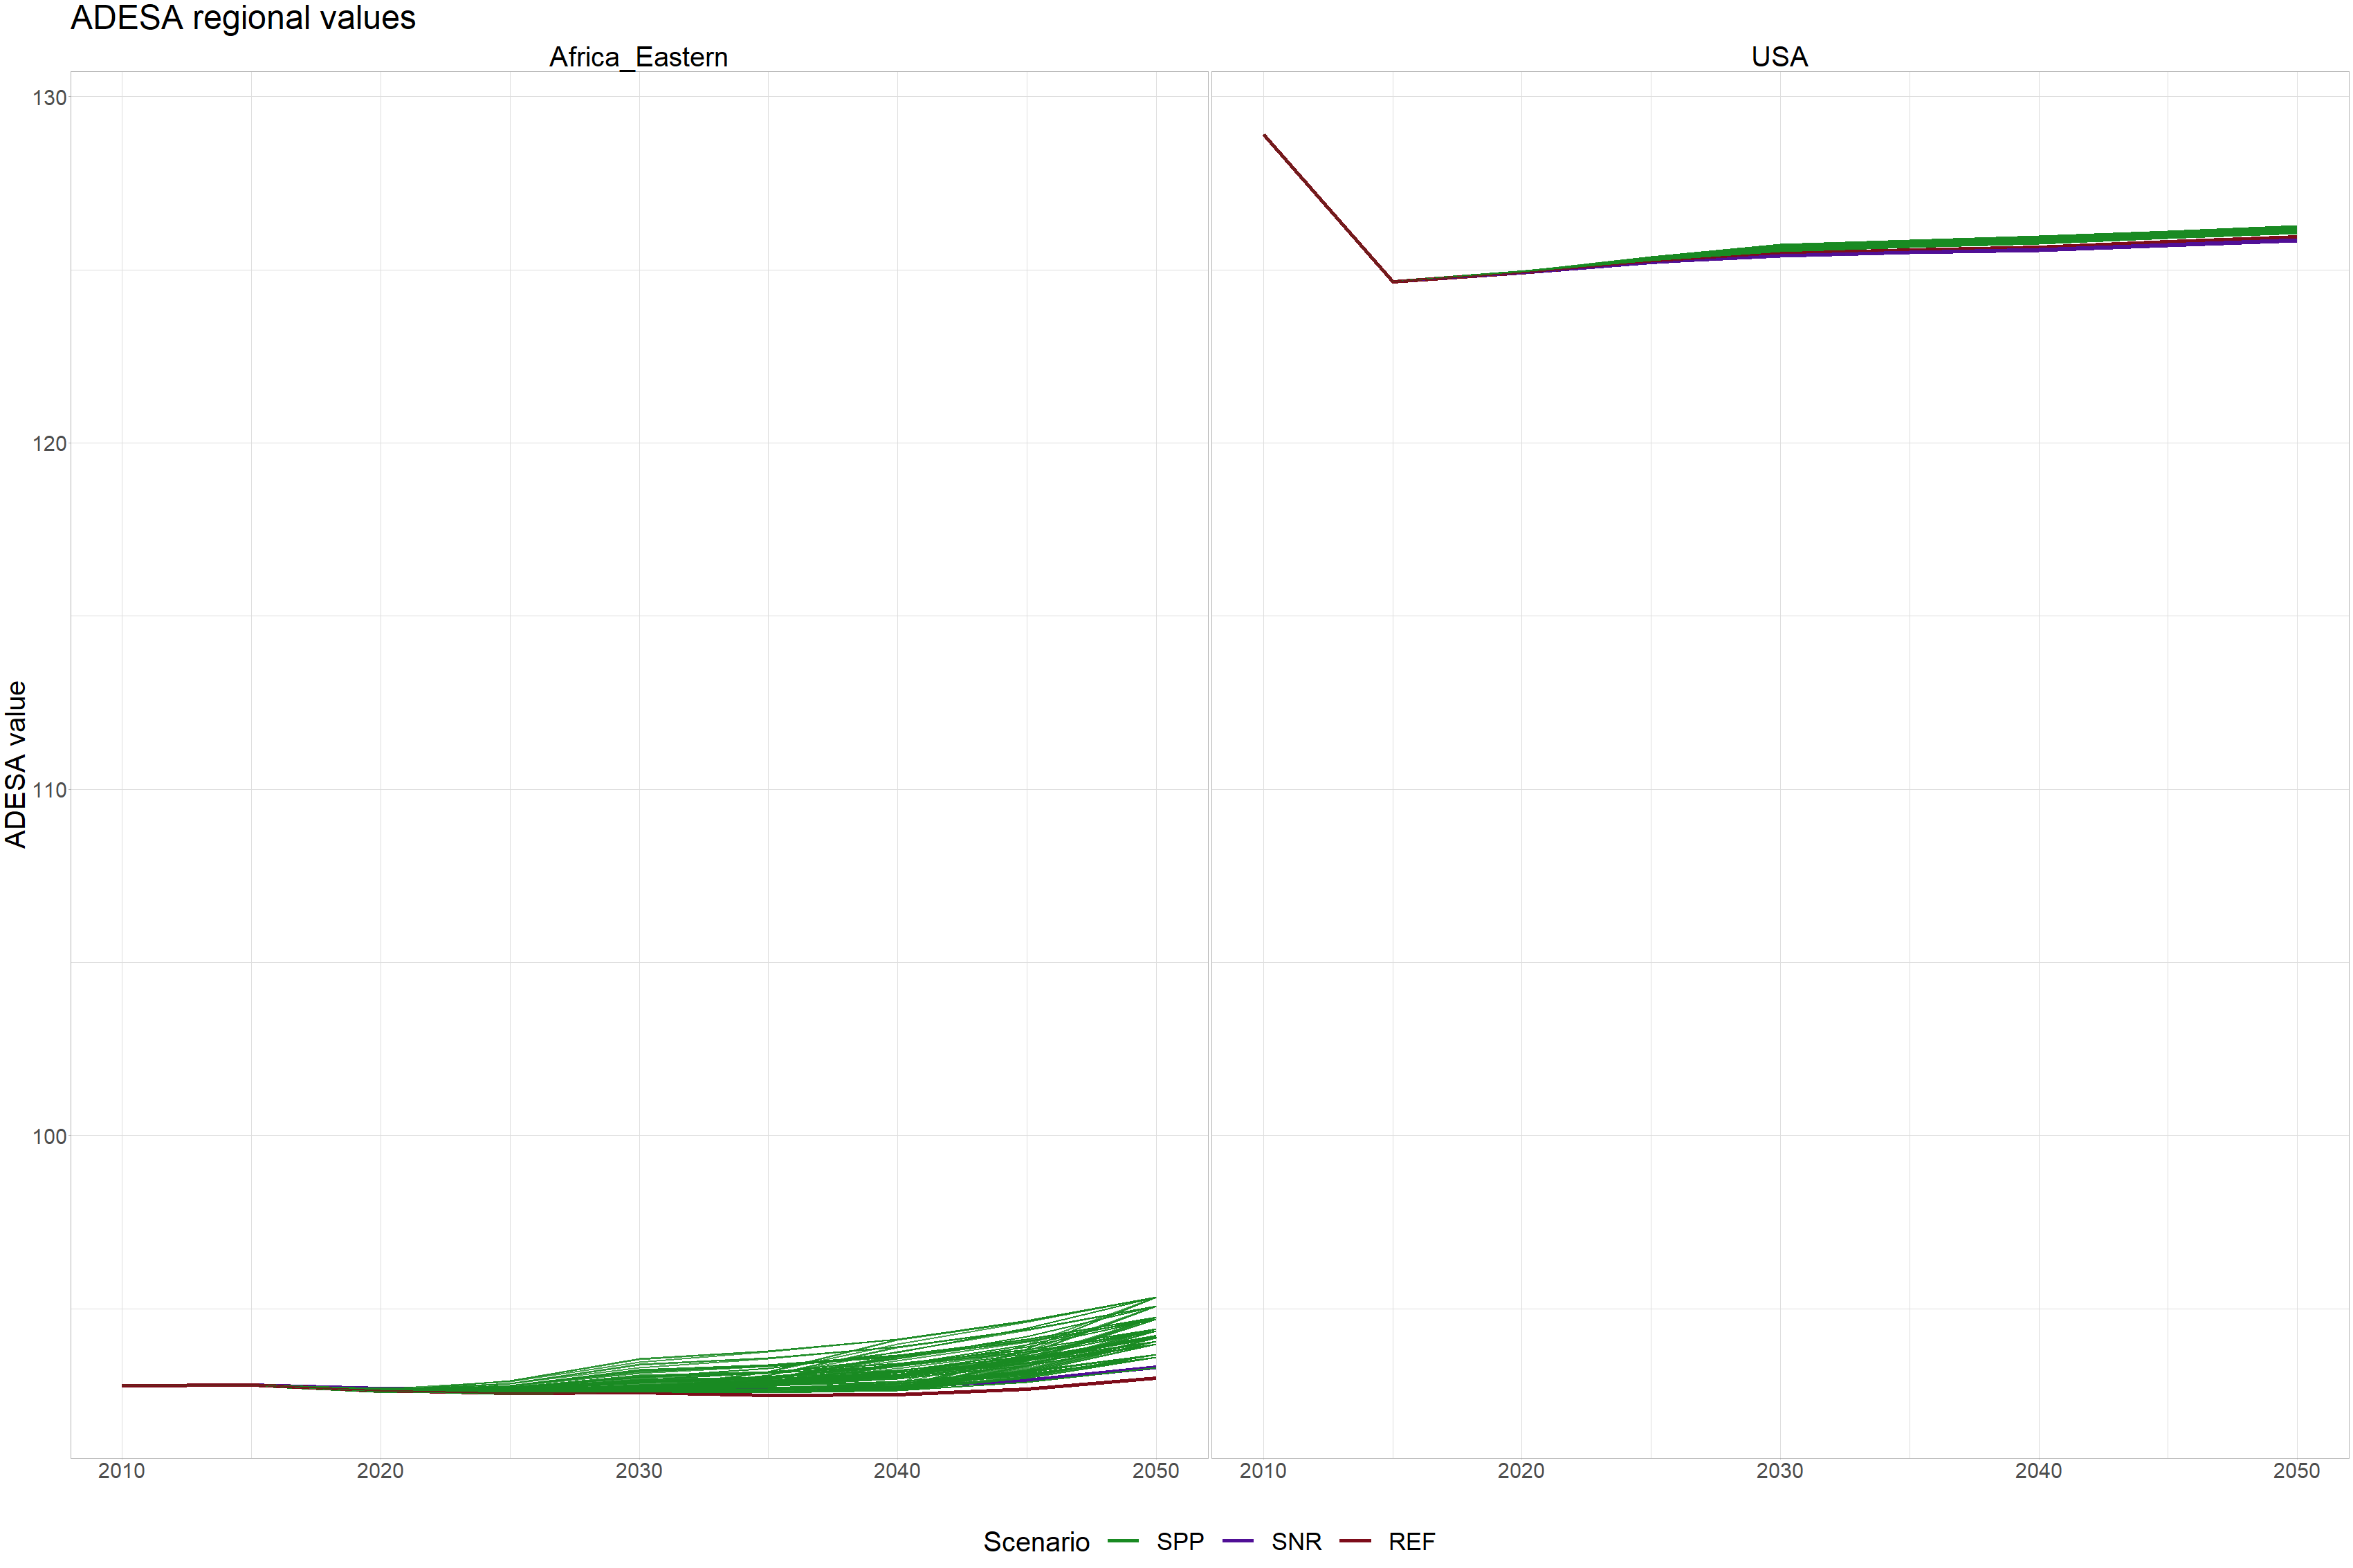 ADESA regional values
Africa_Eastern
USA
ADESA value
130
120
110
100
2010 2020 2030 2040 2050
2010 2020 2030 2040 2050
Scenario SPP SNR REF